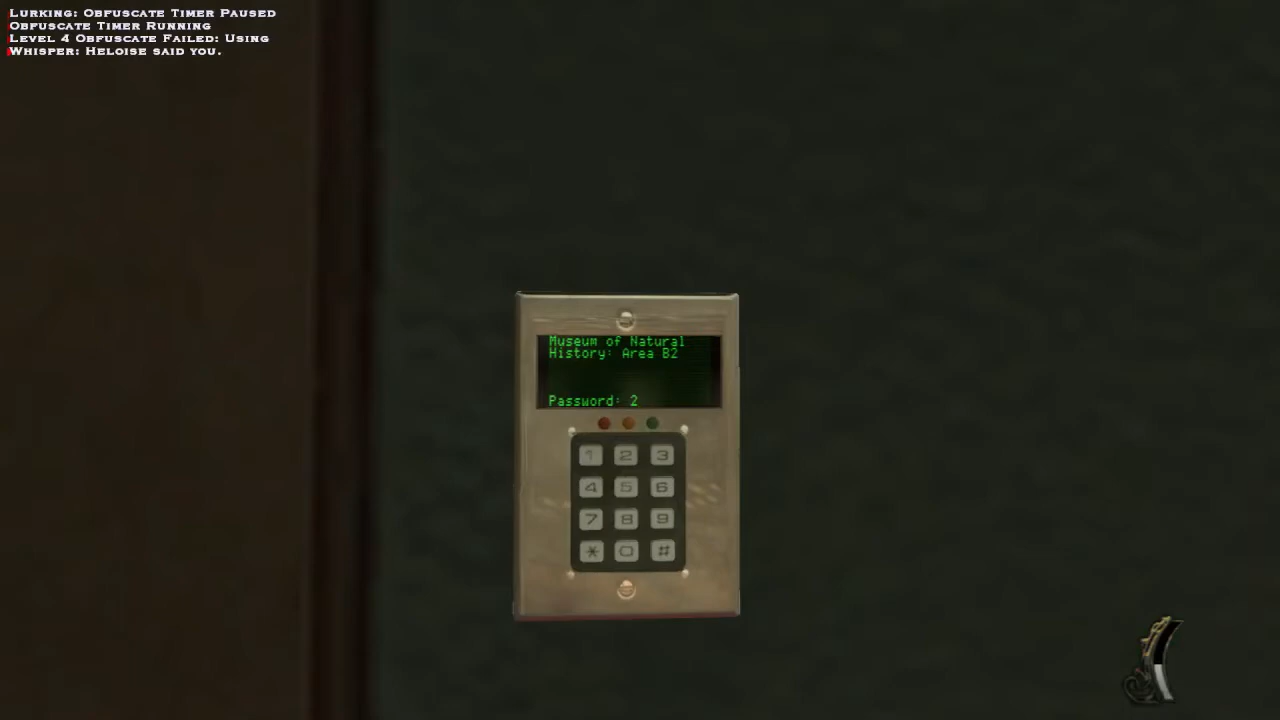 Lurking: Obfuscate Timer Paused
Obfuscate Timer Running
Level 4 Obfuscate Failed: Using
Whisper: Heloise said you.
Museum of Natural
History: Area B2
Password: 2
1 2 3
4 5 6
7 8 9
* 0 #